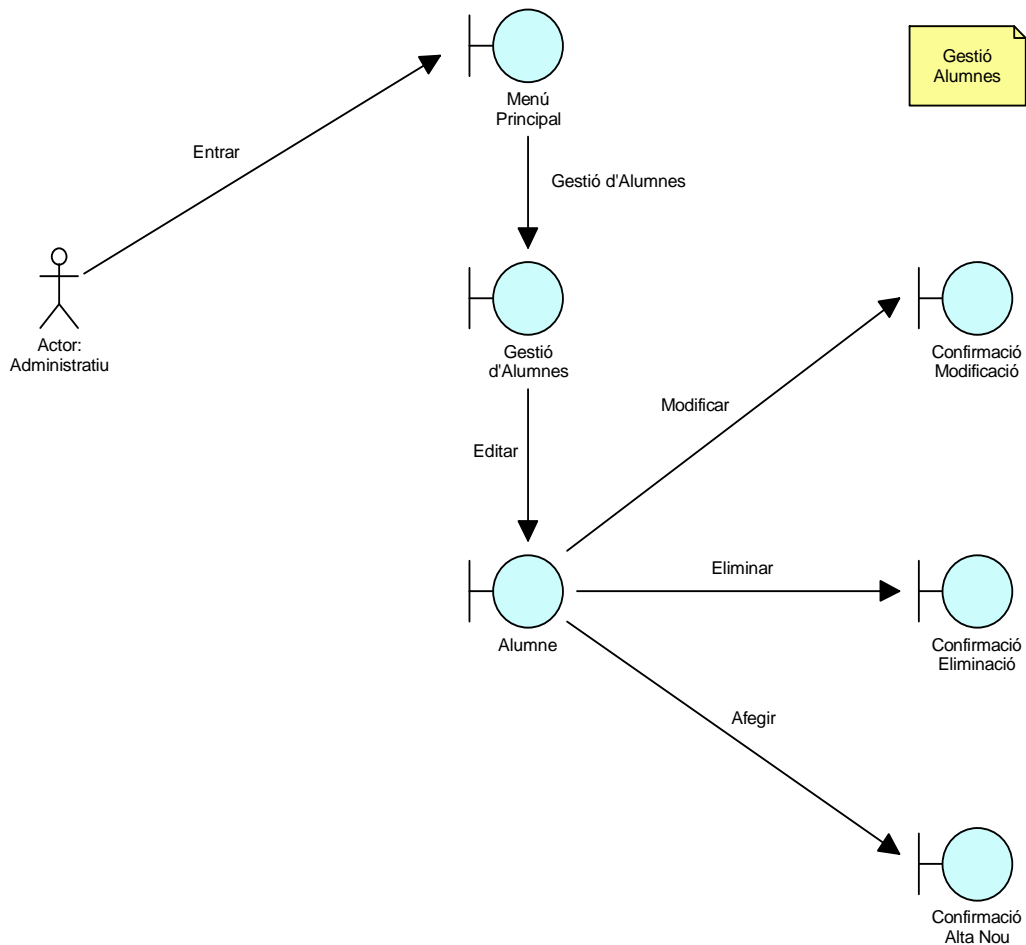 Menú
Principal
Gestió
Alumnes
Entrar
Gestió d'Alumnes
Actor:
Administratiu
Gestió
d'Alumnes
Confirmació
Modificació
Modificar
Editar
Eliminar
Alumne
Confirmació
Eliminació
Afegir
Confirmació
Alta Nou